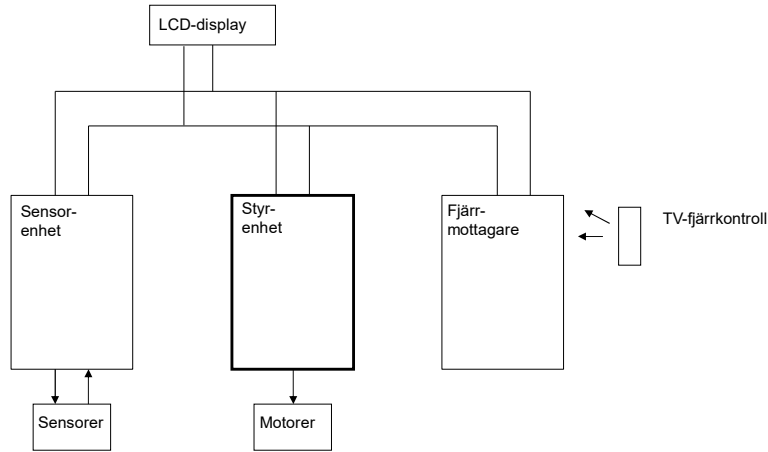 LCD-display
Sensor-
enhet
Styr-
enhet
Fjärr-
mottagare
TV-fjärrkontroll
Sensorer
Motorer